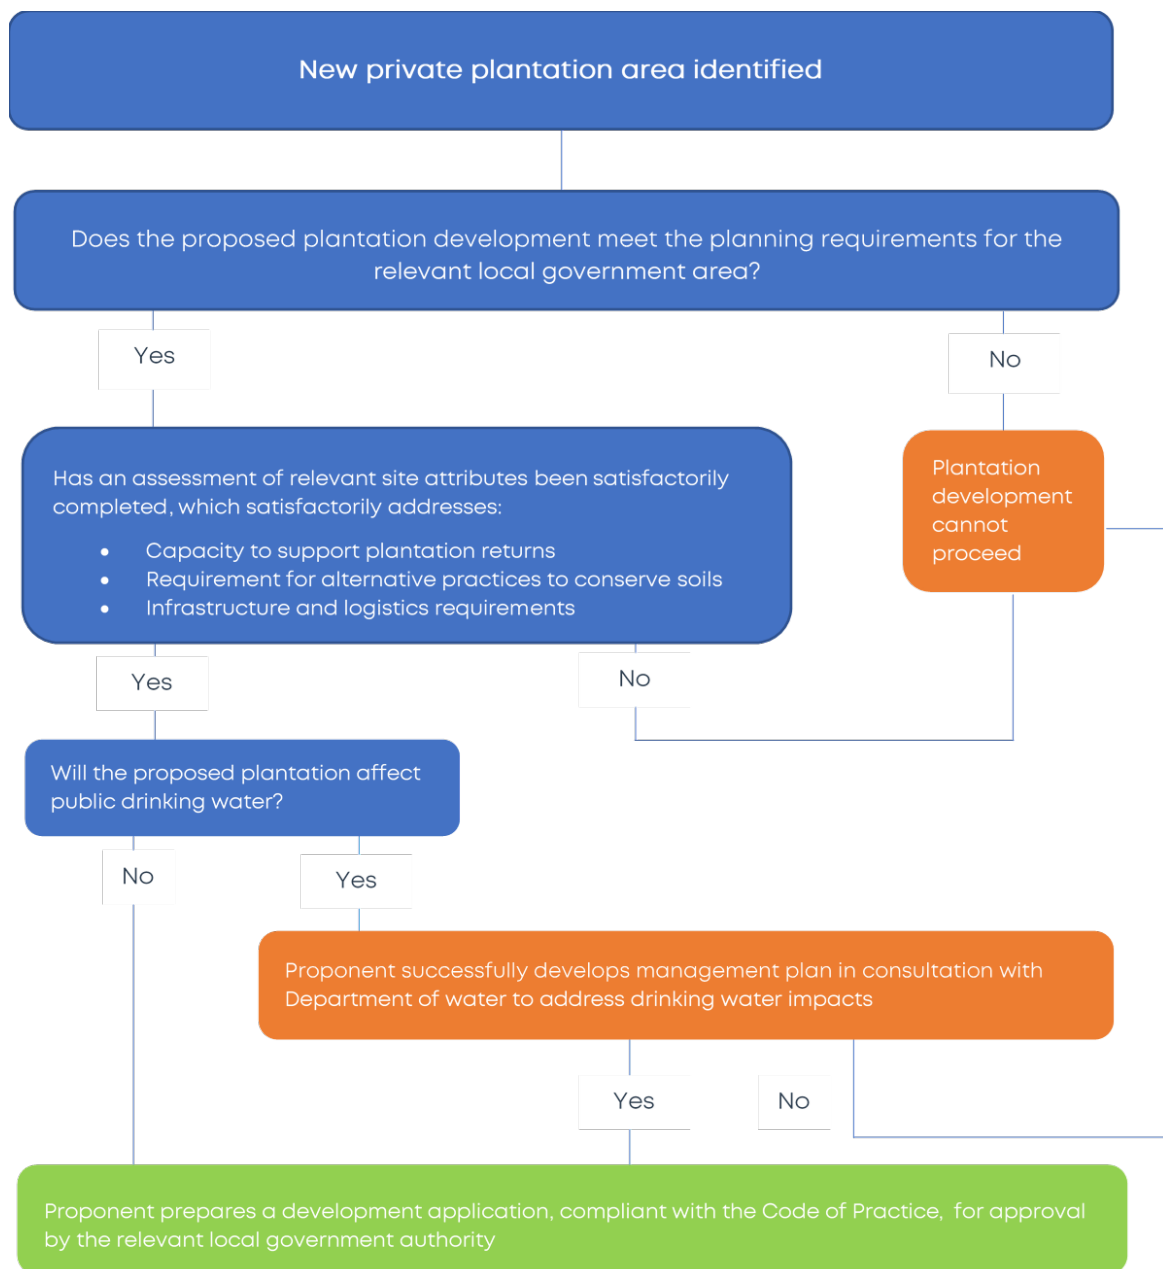 New private plantation area identified
Does the proposed plantation development meet the planning requirements for the
relevant local government area?
Yes
No
Has an assessment of relevant site attributes been satisfactorily
completed, which satisfactorily addresses:
• Capacity to support plantation returns
• Requirement for alternative practices to conserve soils
• Infrastructure and logistics requirements
Plantation
development
cannot
proceed
Yes
No
Will the proposed plantation affect
public drinking water?
No
Yes
Proponent successfully develops management plan in consultation with
Department of water to address drinking water impacts
Yes
No
Proponent prepares a development application, compliant with the Code of Practice, for approval
by the relevant local government authority